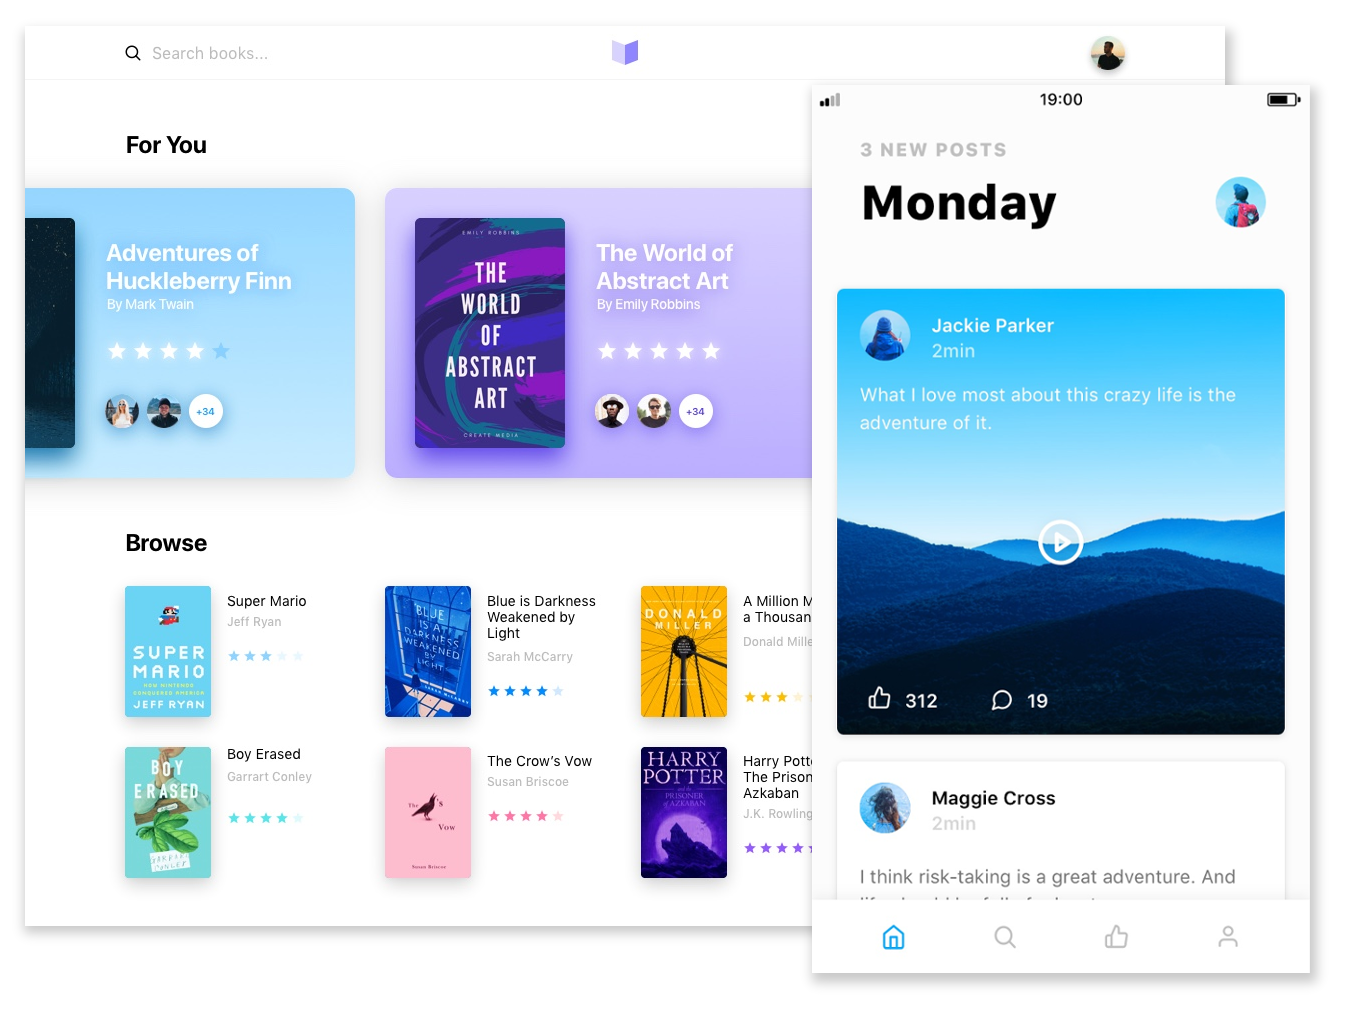 Search books...
For You
Adventures of
Huckleberry Finn
By Mark Twain
+34
EMILY ROBBINS
THE
WORLD
OF
ABSTRACT
ART
CREATE MEDIA
The World of
Abstract Art
By Emily Robbins
+34
Browse
SUPER
MARIO
HOW NINTENDO
CONQUERED AMERICA
JEFF RYAN
Super Mario
Jeff Ryan
BLUE
IS A
DARKNESS
WEAKENED
BY
LIGHT
SARAH MCCARRY
Blue is Darkness
Weakened by
Light
Sarah McCarry
DONALD
MILLER
A Million M
a Thousan
Donald Mille
BOY
ERASED
GARRARD
CONLEY
Boy Erased
Garrart Conley
The
's
Vow
Susan Briscoe
The Crow's Vow
Susan Briscoe
HARRY
POTTER
and the
PRISONER
of AZKABAN
Harry Pott
The Prison
Azkaban
J.K. Rowling
19:00
3 NEW POSTS
Monday
Jackie Parker
2min
What I love most about this crazy life is the
adventure of it.
312
19
Maggie Cross
2min
I think risk-taking is a great adventure. And